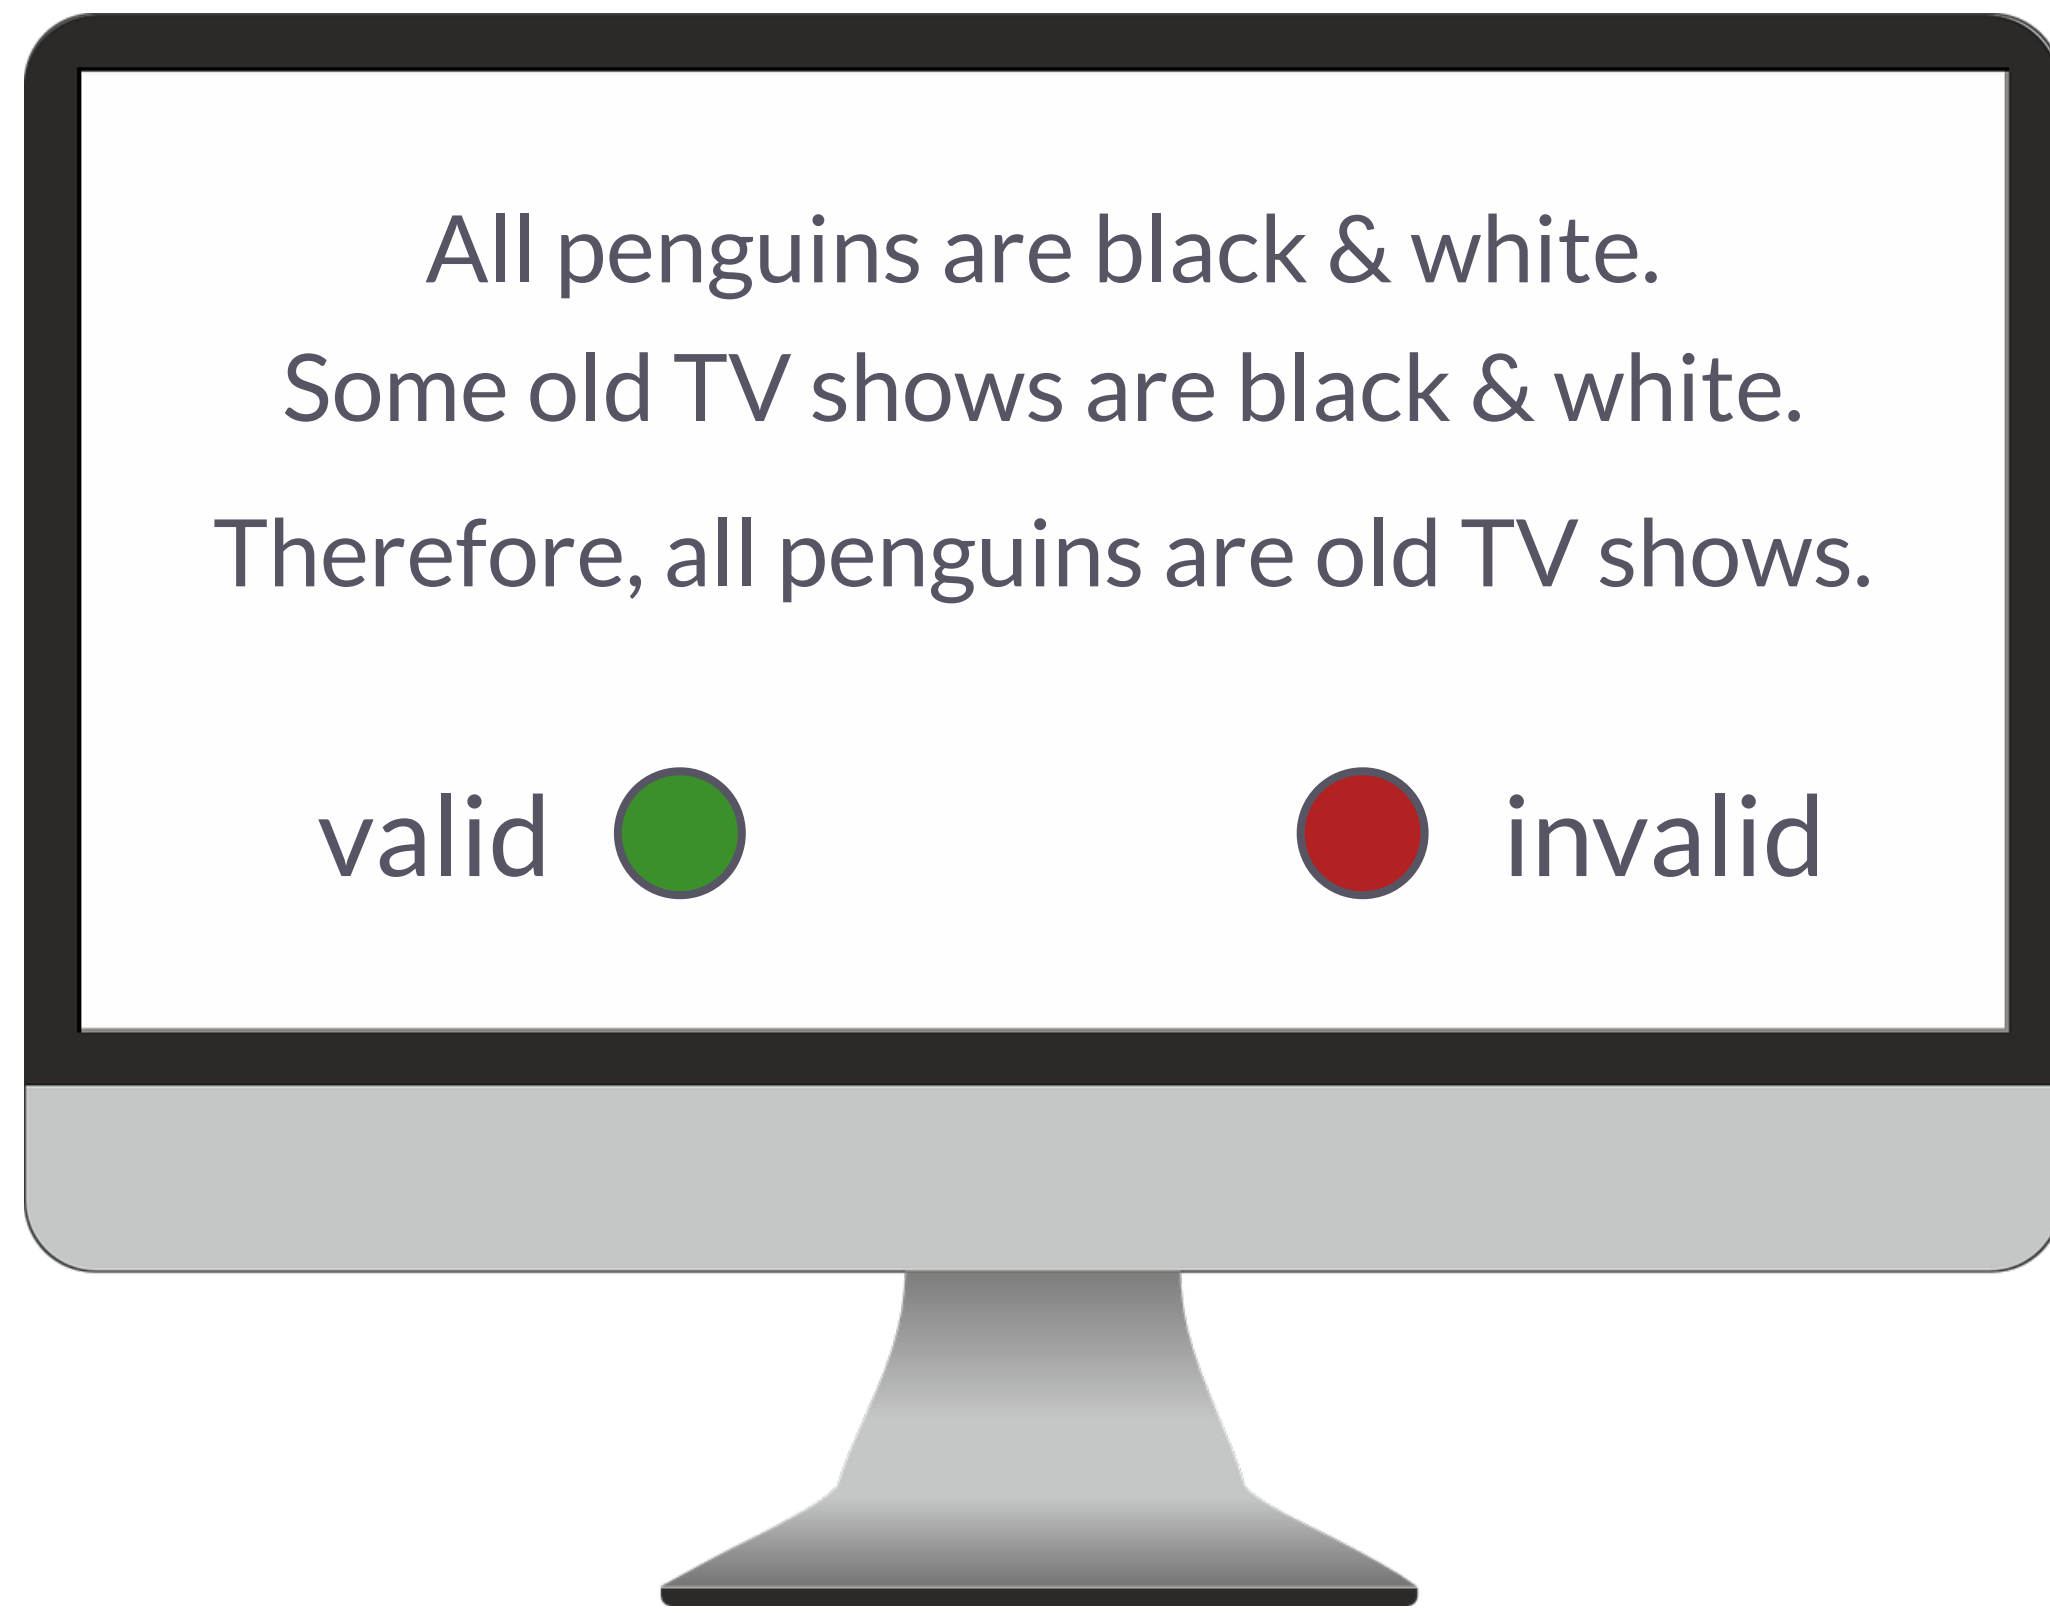 All penguins are black & white.
Some old TV shows are black & white.
Therefore, all penguins are old TV shows.
valid
invalid